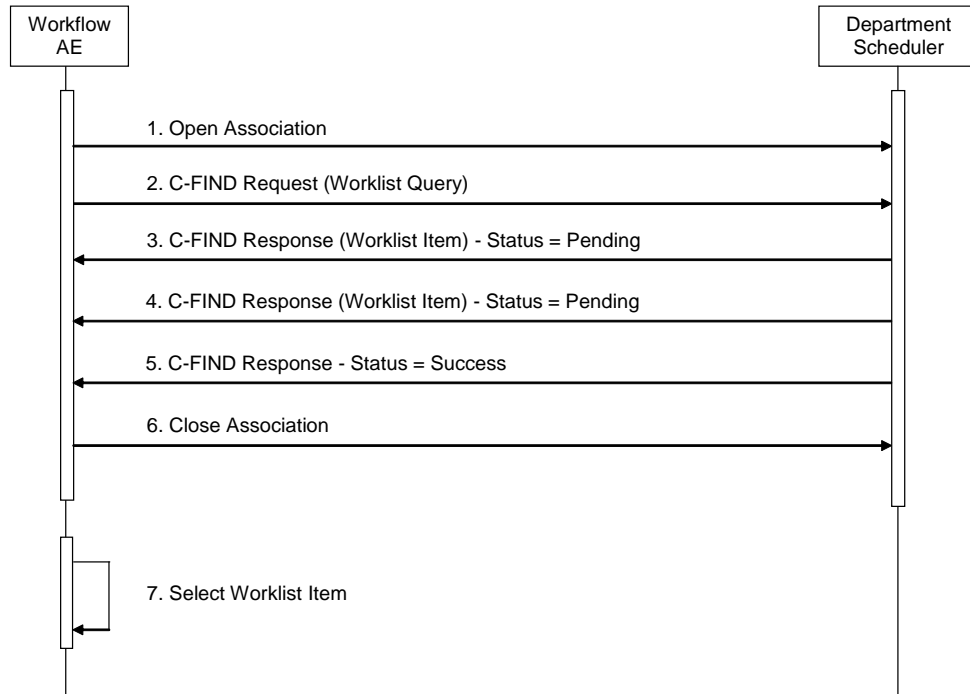 Workflow
AE
Department
Scheduler
1. Open Association
2. C-FIND Request (Worklist Query)
3. C-FIND Response (Worklist Item) - Status = Pending
4. C-FIND Response (Worklist Item) - Status = Pending
5. C-FIND Response - Status = Success
6. Close Association
7. Select Worklist Item